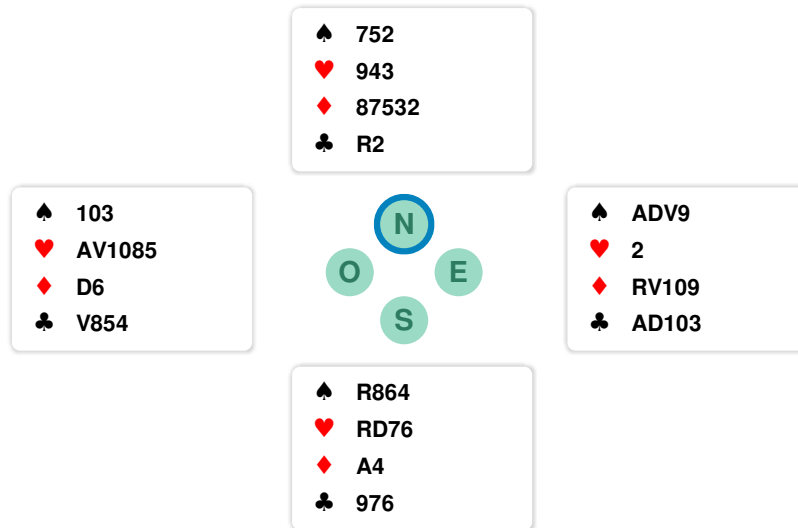 ♠ 752
♥ 943
♦ 87532
♣ R2
♠ 103
♥ AV1085
♦ D6
♣ V854
N
O
E
S
♠ ADV9
♥ 2
♦ RV109
♣ AD103
♠ R864
♥ RD76
♦ A4
♣ 976